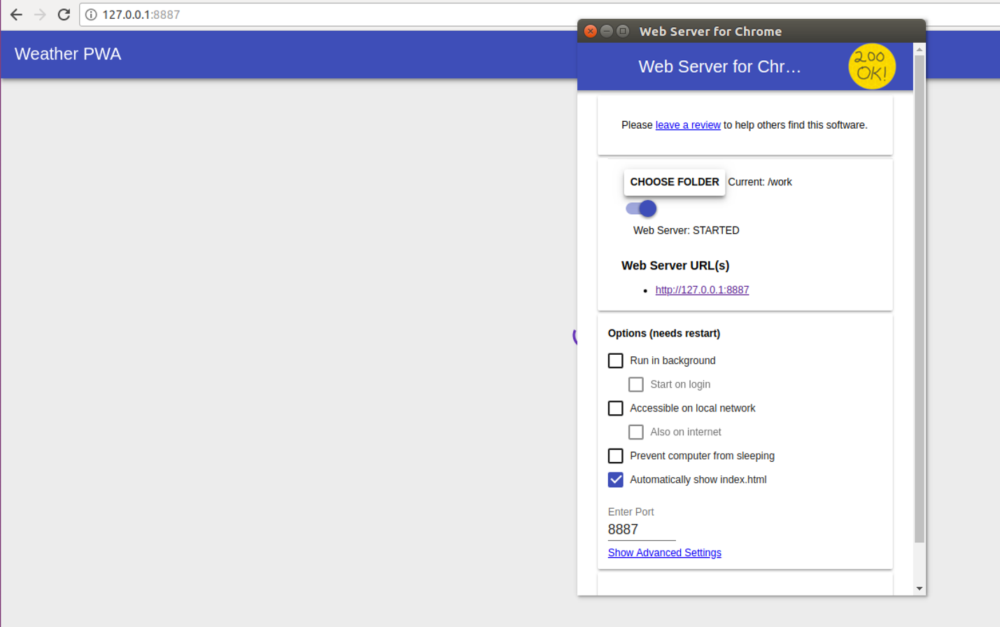 127.0.0.1:8887
Weather PWA
Web Server for Chrome
Web Server for Chr…
200
OK!
Please leave a review to help others find this software.
CHOOSE FOLDER Current: /work
Web Server: STARTED
Web Server URL(s)
• http://127.0.0.1:8887
Options (needs restart)
Run in background
Start on login
Accessible on local network
Also on internet
Prevent computer from sleeping
Automatically show index.html
Enter Port
8887
Show Advanced Settings